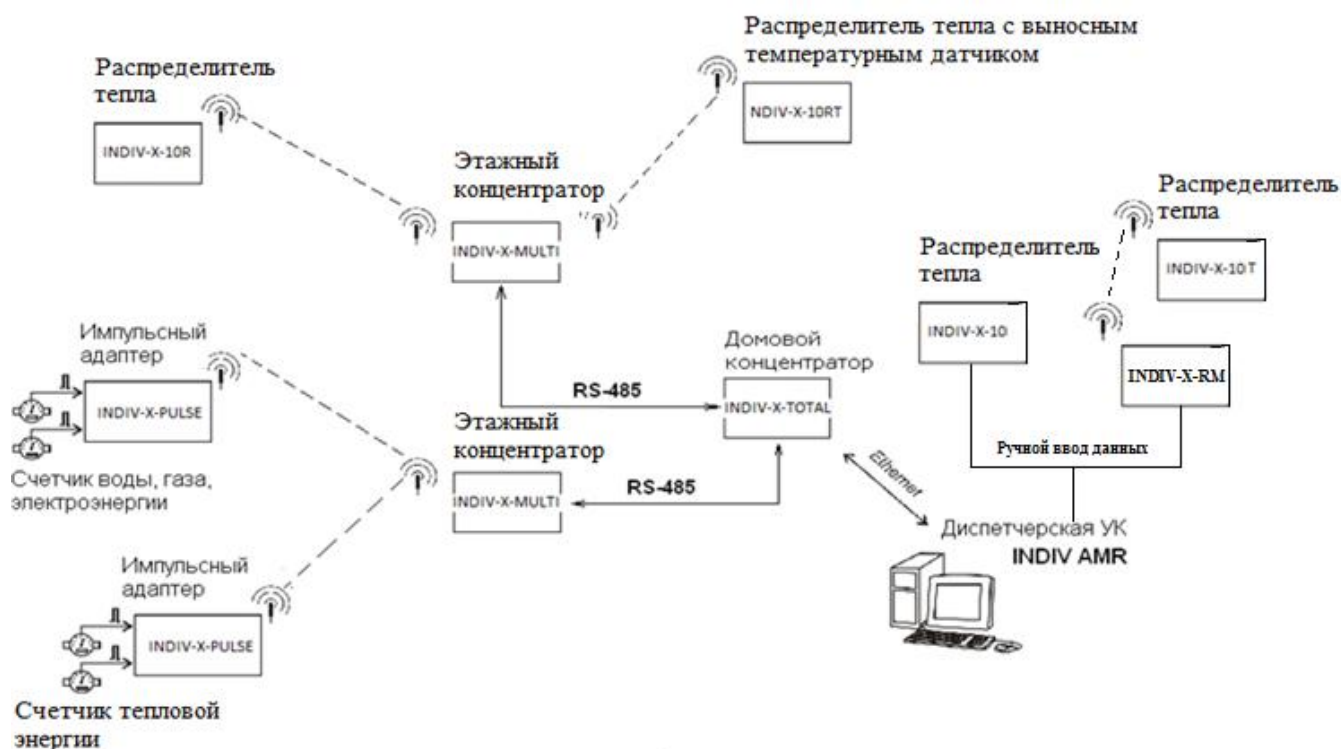 Распределитель тепла с выносным
температурным датчиком
Распределитель
тепла
NDIV-X-10RT
INDIV-X-10R
Этажный
концентратор
Распределитель
тепла
INDIV-X-MULTI
Распределитель
тепла
INDIV-X-10T
Импульсный
адаптер
Домовой
концентратор
INDIV-X-10
INDIV-X-RM
RS-485
INDIV-X-PULSE
INDIV-X-TOTAL
Этажный
концентратор
Ручной ввод данных
Счетчик воды, газа,
электроэнергии
RS-485
INDIV-X-MULTI
Ethernet
Диспетчерская УК
INDIV AMR
Импульсный
адаптер
INDIV-X-PULSE
Счетчик тепловой
энергии